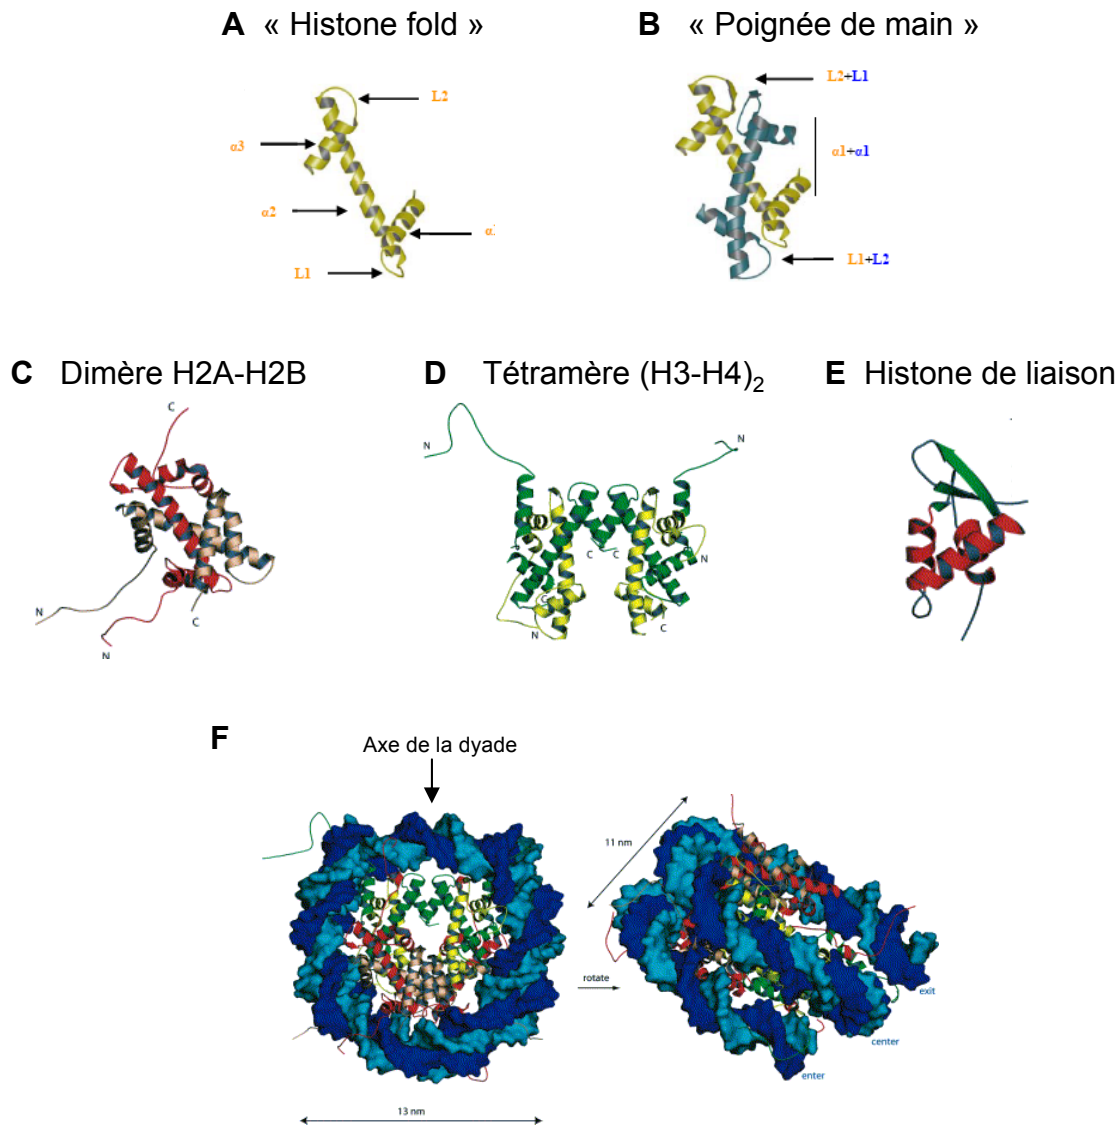 A « Histone fold »
B « Poignée de main »
L2
α3
α2
α
L1
L2+L1
α1+α1
L1+L2
C Dimère H2A-H2B
D Tétramère (H3-H4)2
E Histone de liaison
C
N
N
C
N
N
C C
N
C
N
C
F
Axe de la dyade
13 nm
11 nm
rotate
exit
center
enter